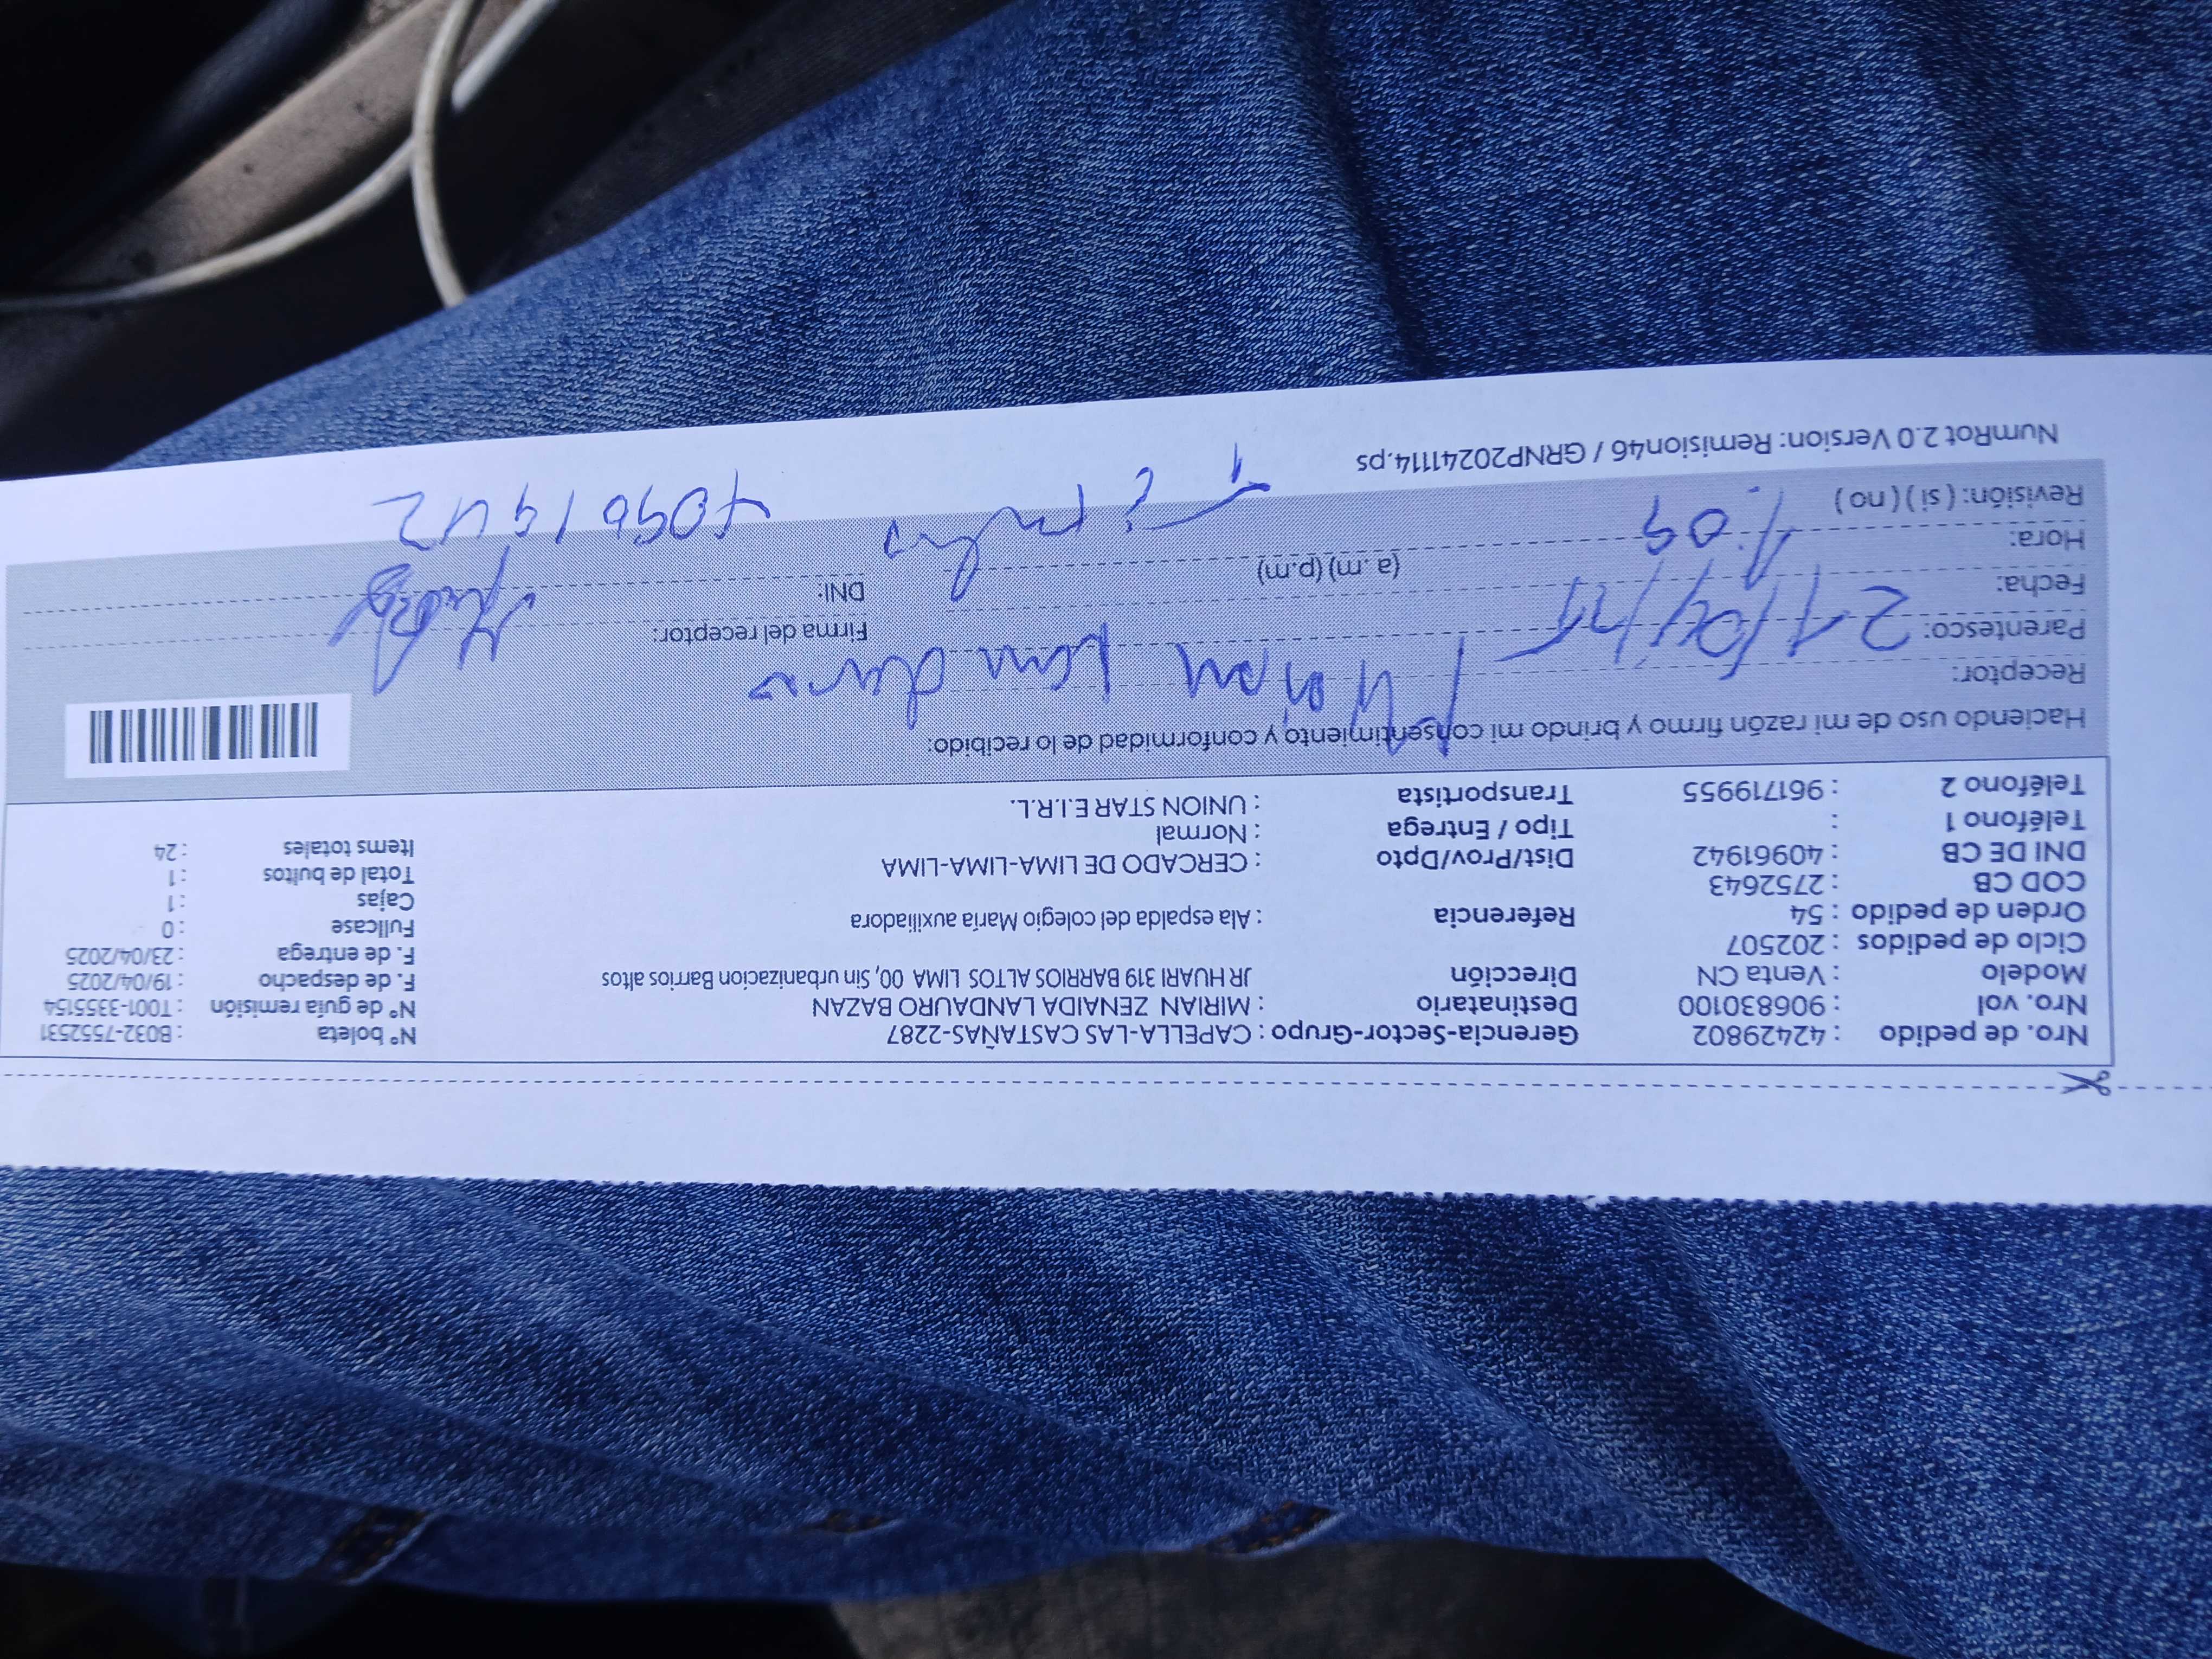 Nro. de pedido : 42429802 Gerencia-Sector-Grupo : CAPELLA-LAS CASTAÑAS-2287 N° boleta : B032-7552531
Nro. vol : 906830100 Destinatario : MIRIAN ZENAIDA LANDAURO BAZAN N° de guía remisión : T001-3355154
Modelo : Venta CN Dirección JR HUARI 319 BARRIOS ALTOS LIMA 00, Sin urbanizacion Barrios altos F. de despacho : 19/04/2025
Ciclo de pedidos : 202507 F. de entrega : 23/04/2025
Orden de pedido : 54 Referencia : Ala espalda del colegio María auxiliadora Fullcase : 0
COD CB : 2752643 Cajas : 1
DNI DE CB : 40961942 Dist/Prov/Dpto : CERCADO DE LIMA-LIMA-LIMA Total de bultos : 1
Teléfono 1 : Tipo / Entrega : Normal Items totales : 24
Teléfono 2 : 961719955 Transportista : UNION STAR E.I.R.L.
Haciendo uso de mi razón firmo y brindo mi consentimiento y conformidad de lo recibido:
Receptor:
Parentesco: Firma del receptor:
Fecha: 21/04/25 DNI: 40961942
Hora: 1:09 (a. m) (p.m)
Revisión: ( si ) ( no )
NumRot 2.0 Version: Remision46 / GRNP20241114.ps